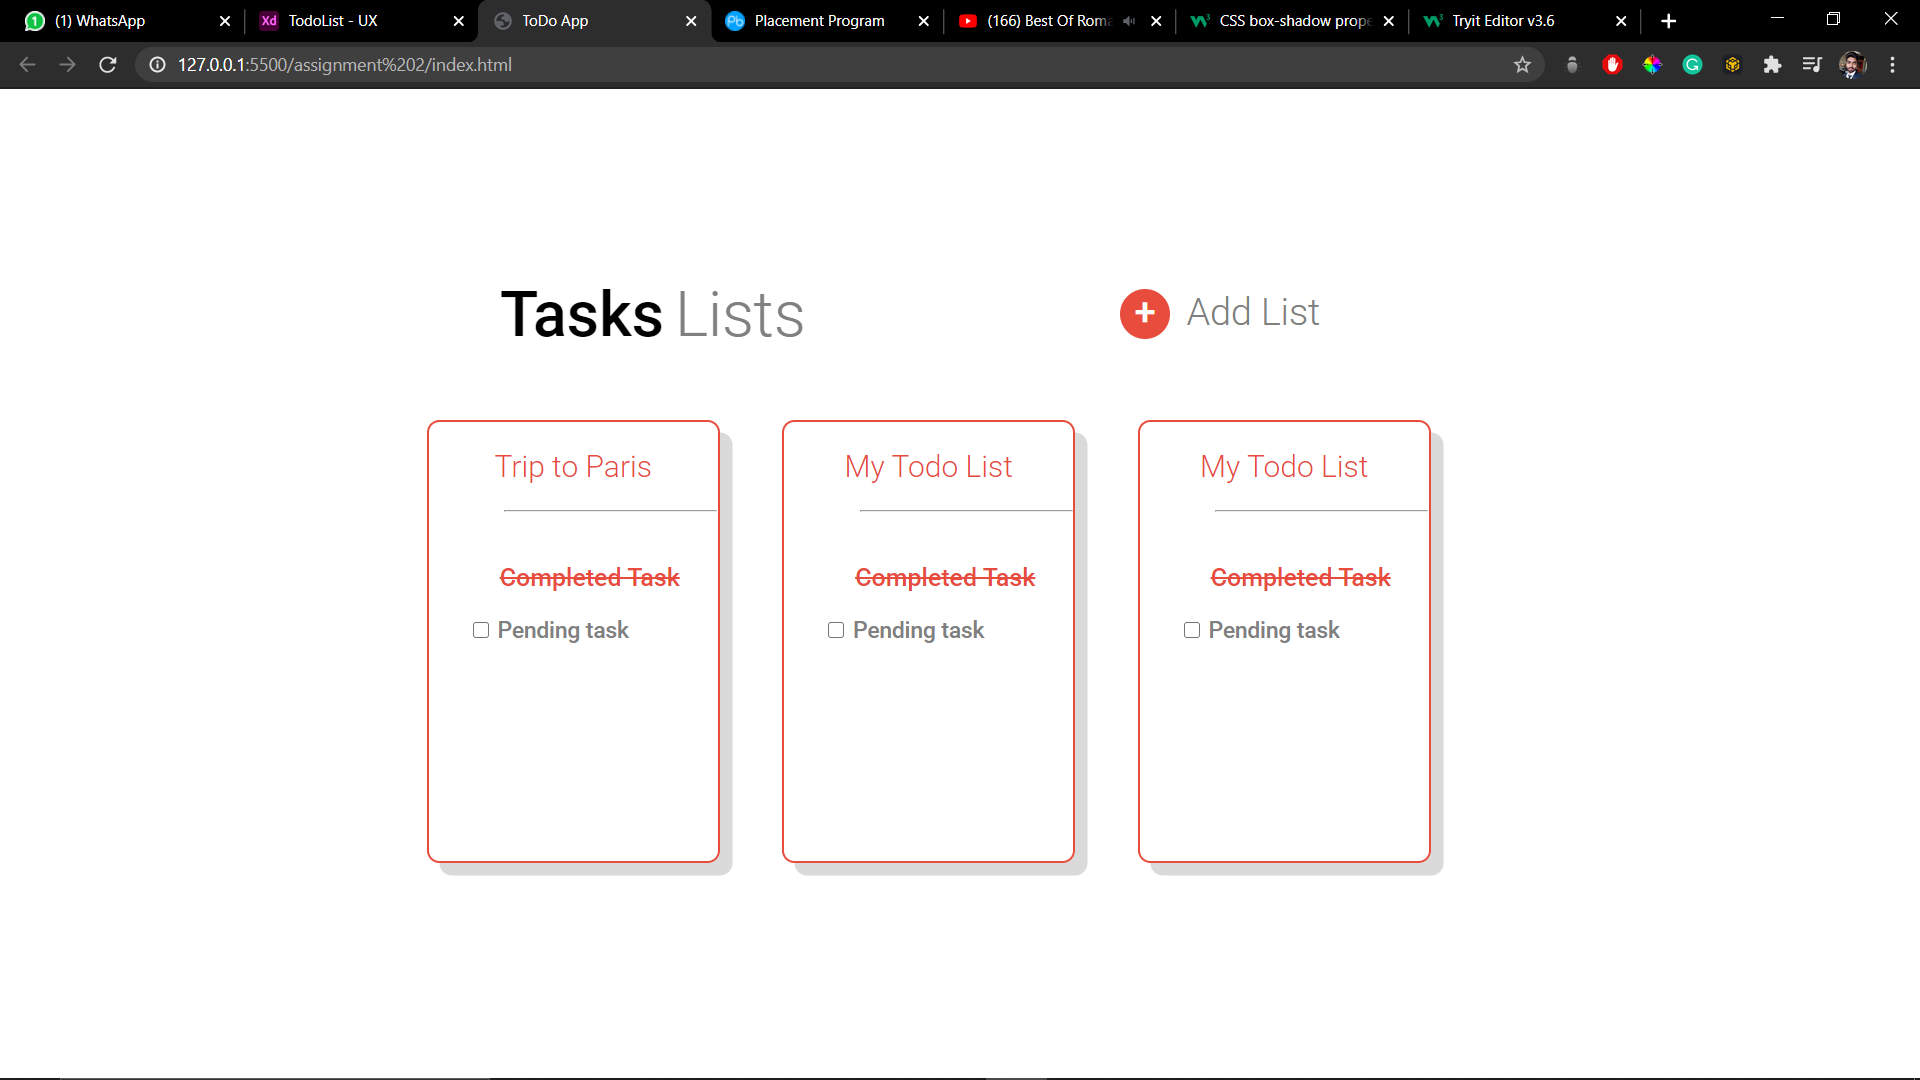 (1) WhatsApp
Xd TodoList - UX
ToDo App
Pb Placement Program
(166) Best Of Roma
CSS box-shadow prope
Tryit Editor v3.6
127.0.0.1:5500/assignment%202/index.html
Tasks Lists
+ Add List
Trip to Paris
My Todo List
My Todo List
Completed Task
Completed Task
Completed Task
Pending task
Pending task
Pending task